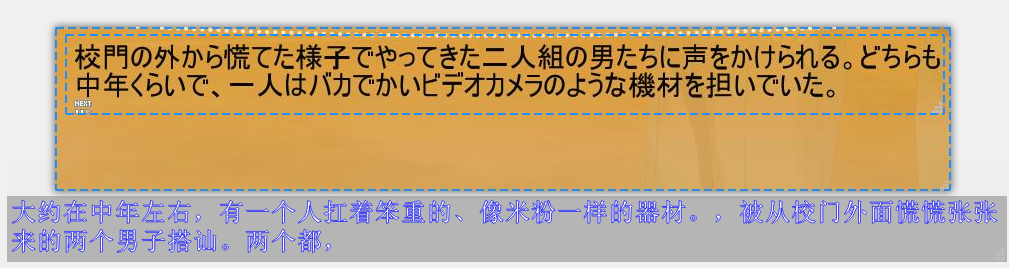 校門の外から慌てた様子でやってきた二人組の男たちに声をかけられる。どちらも
中年くらいで、一人はバカでかいビデオカメラのような機材を担いでいた。
NEXT
大约在中年左右，有一个人扛着笨重的、像米粉一样的器材。，被从校门外面慌慌张张
来的两个男子搭讪。两个都，